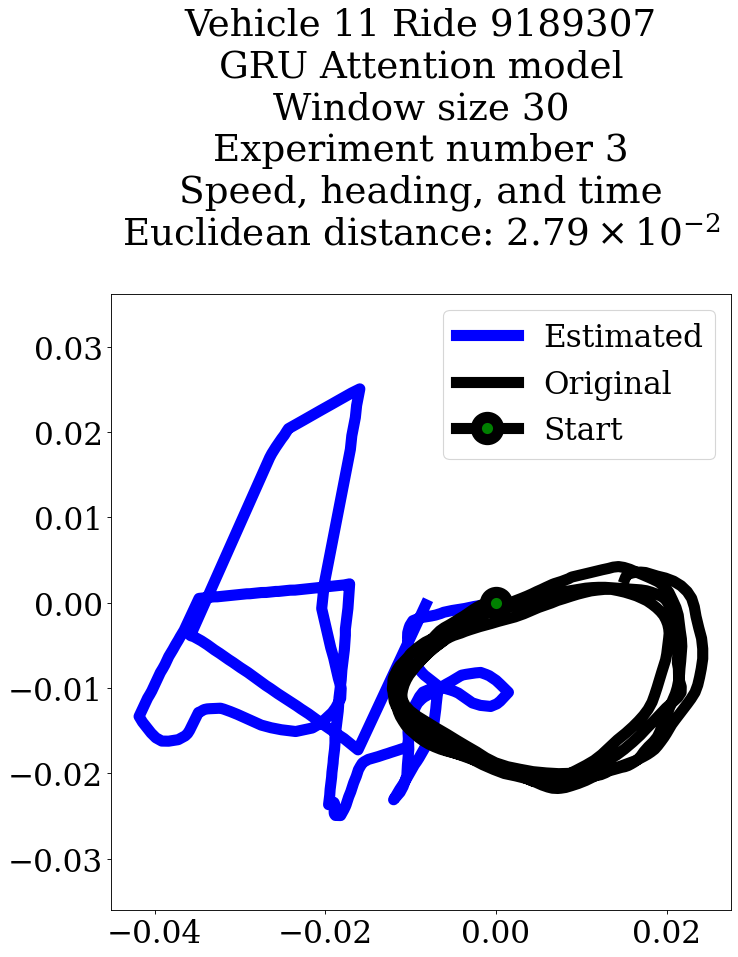 Vehicle 11 Ride 9189307
GRU Attention model
Window size 30
Experiment number 3
Speed, heading, and time
Euclidean distance: 2.79 × 10⁻²
Estimated
Original
Start
0.03
0.02
0.01
0.00
−0.01
−0.02
−0.03
−0.04 −0.02 0.00 0.02